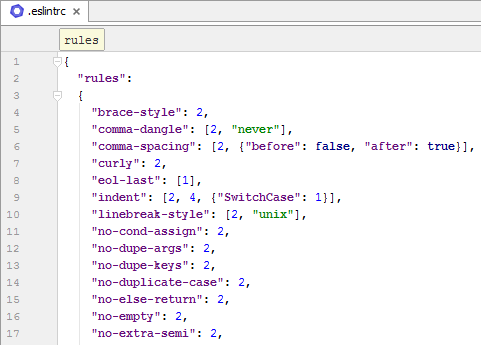 .eslintrc
rules
1 {
2 "rules":
3 {
4 "brace-style": 2,
5 "comma-dangle": [2, "never"],
6 "comma-spacing": [2, {"before": false, "after": true}],
7 "curly": 2,
8 "eol-last": [1],
9 "indent": [2, 4, {"SwitchCase": 1}],
10 "linebreak-style": [2, "unix"],
11 "no-cond-assign": 2,
12 "no-dupe-args": 2,
13 "no-dupe-keys": 2,
14 "no-duplicate-case": 2,
15 "no-else-return": 2,
16 "no-empty": 2,
17 "no-extra-semi": 2,